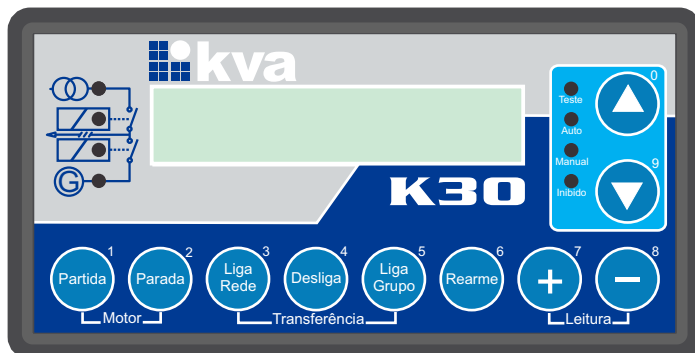 kva
0
Teste
Auto
Manual
Inibido
9
K30
G
1
Partida
2
Parada
3
Liga
Rede
4
Desliga
5
Liga
Grupo
6
Rearme
7
+
8
−
Motor
Transferência
Leitura